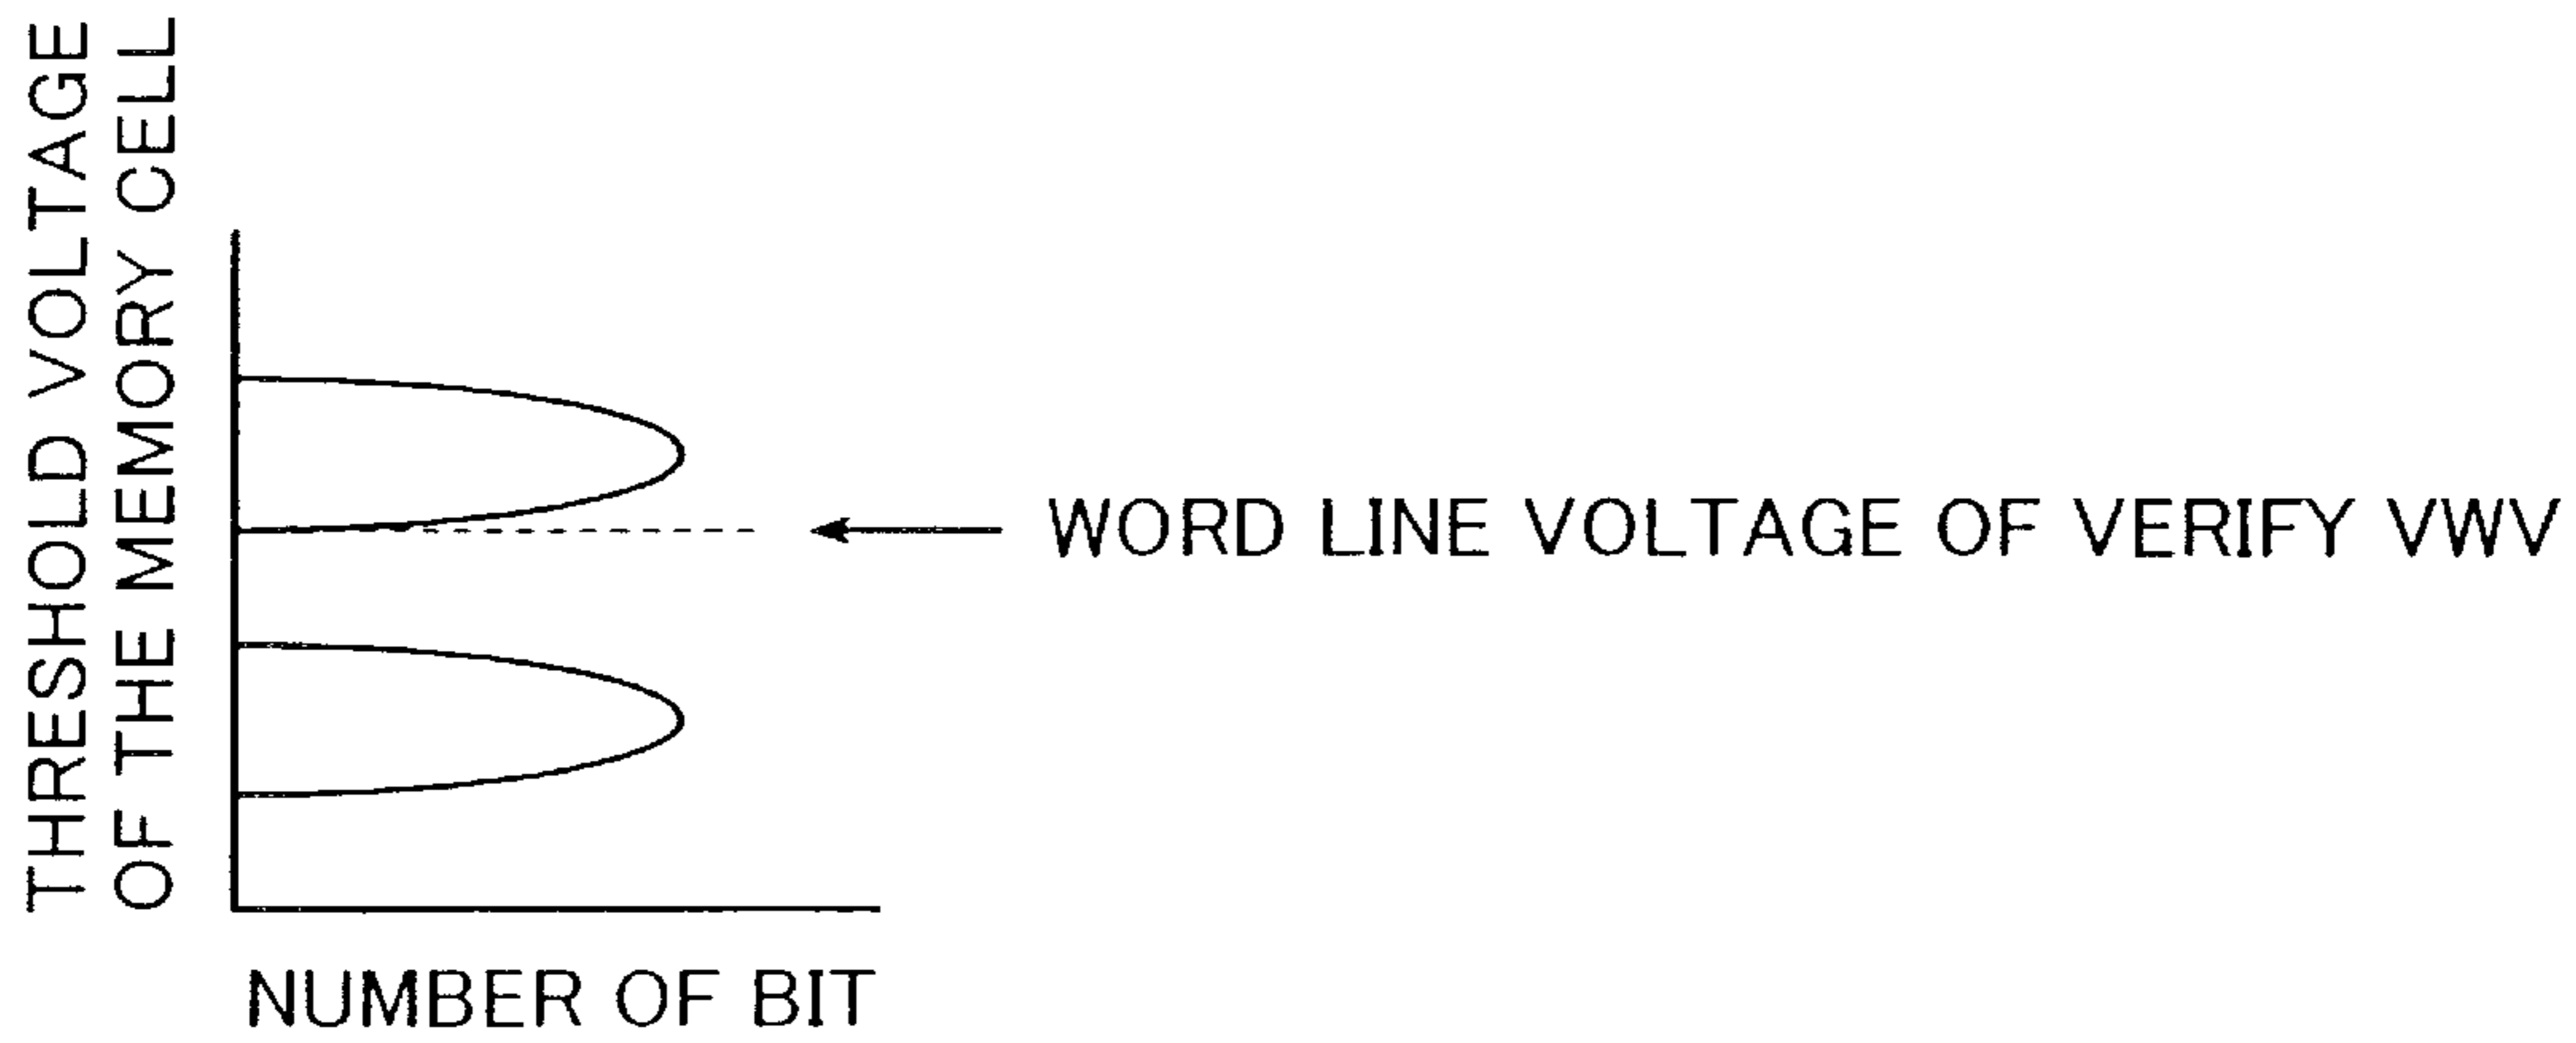 THRESHOLD VOLTAGE
OF THE MEMORY CELL
WORD LINE VOLTAGE OF VERIFY VWV
NUMBER OF BIT